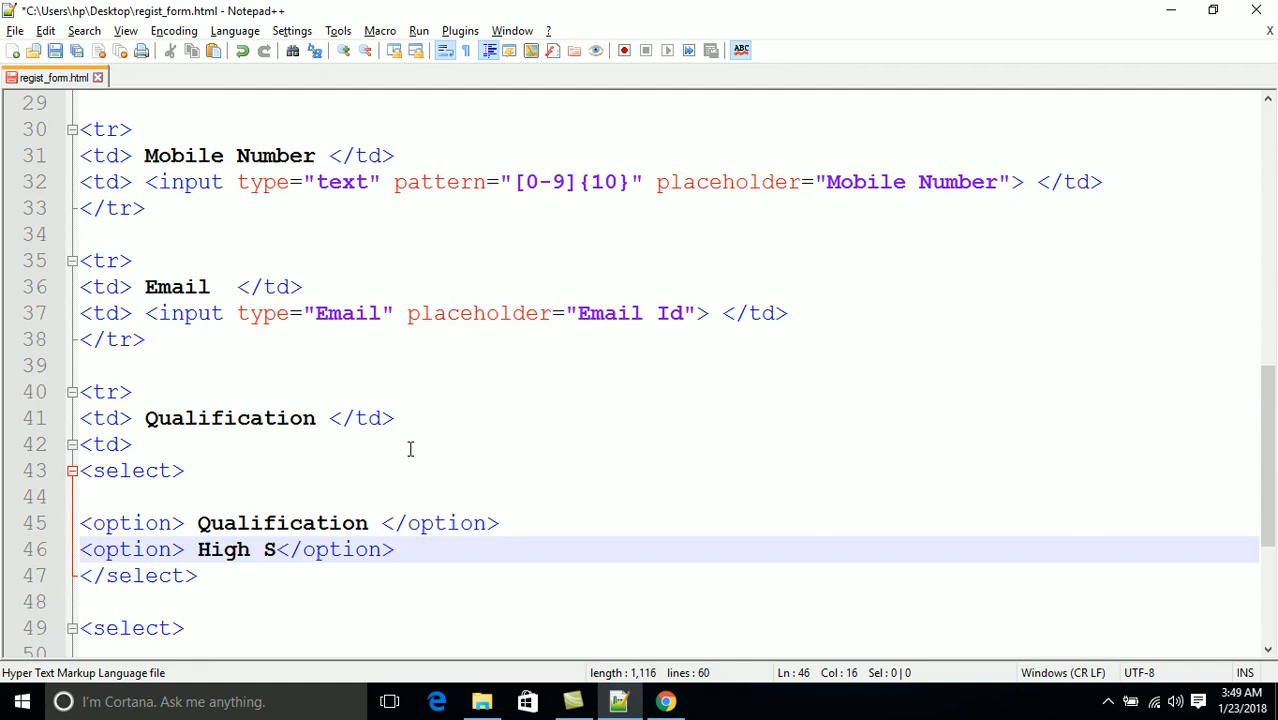 *C:\Users\hp\Desktop\regist_form.html - Notepad++
File Edit Search View Encoding Language Settings Tools Macro Run Plugins Window ? X
ABC
regist_form.html
29
30 <tr>
31 <td> Mobile Number </td>
32 <td> <input type="text" pattern="[0-9]{10}" placeholder="Mobile Number"> </td>
33 </tr>
34
35 <tr>
36 <td> Email  </td>
37 <td> <input type="Email" placeholder="Email Id"> </td>
38 </tr>
39
40 <tr>
41 <td> Qualification </td>
42 <td>
43 <select>
44
45 <option> Qualification </option>
46 <option> High S</option>
47 </select>
48
49 <select>
50
Hyper Text Markup Language file length : 1,116 lines : 60 Ln : 46 Col : 16 Sel : 0 | 0 Windows (CR LF) UTF-8 INS
I'm Cortana. Ask me anything. 3:49 AM
1/23/2018